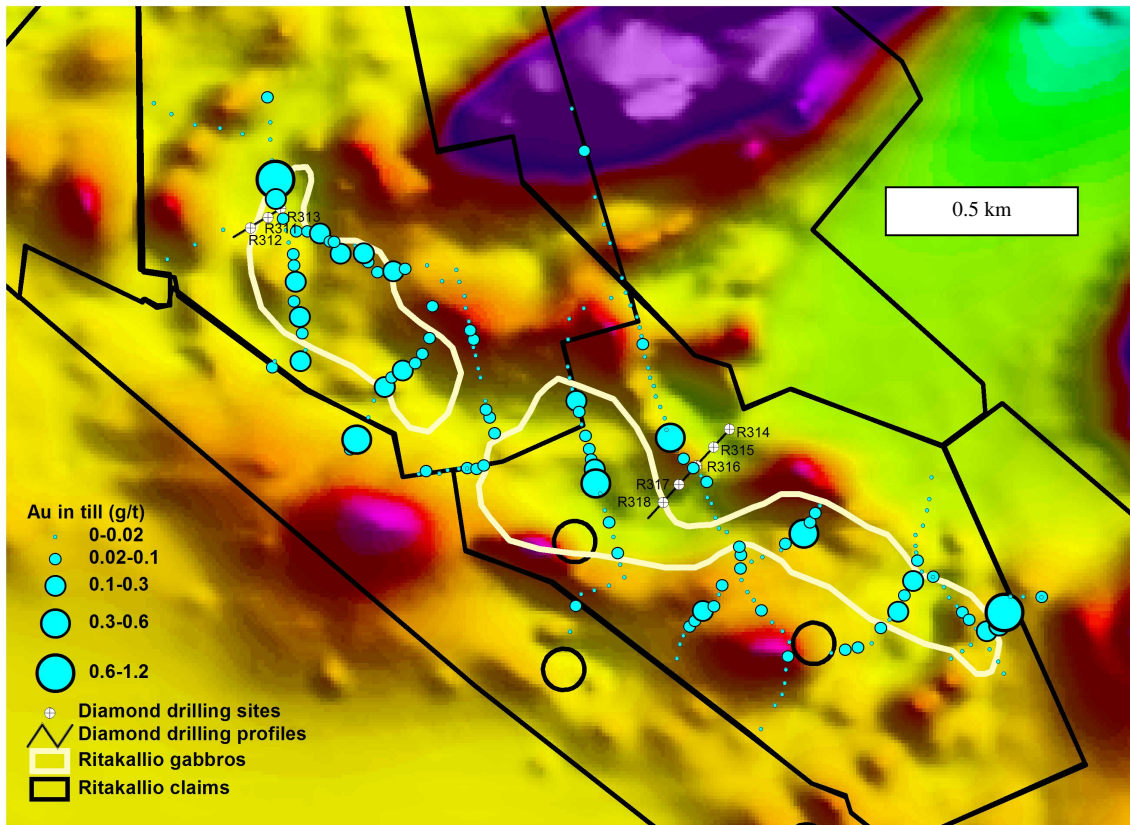 0.5 km
R313
R311
R312
R314
R315
R316
R317
R318
Au in till (g/t)
0-0.02
0.02-0.1
0.1-0.3
0.3-0.6
0.6-1.2
Diamond drilling sites
Diamond drilling profiles
Ritakallio gabbros
Ritakallio claims